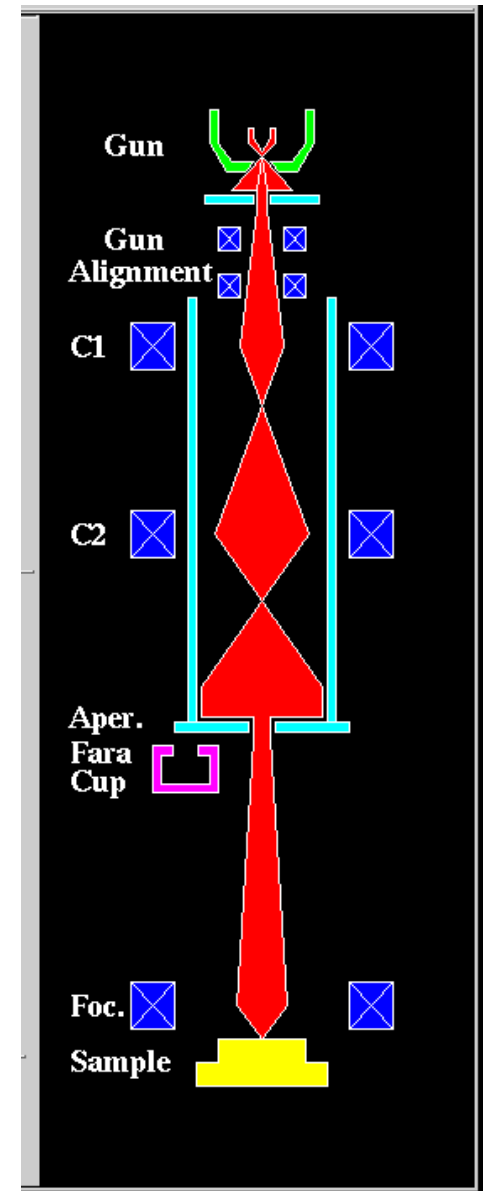 Gun
Gun
Alignment
C1
C2
Aper.
Fara
Cup
Foc.
Sample